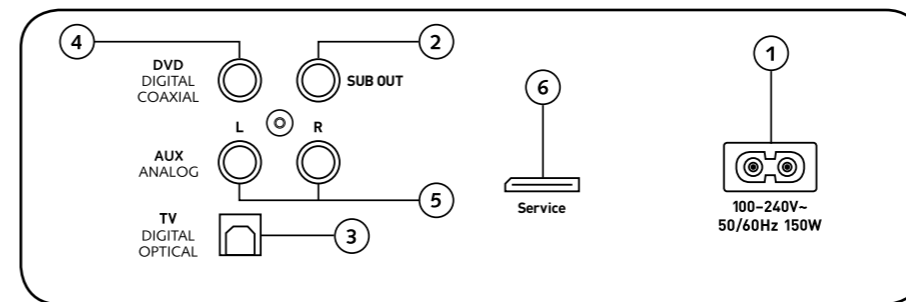 4
2
1
DVD
DIGITAL
COAXIAL
SUB OUT
6
L
R
AUX
ANALOG
5
Service
100–240V~
50/60Hz 150W
TV
DIGITAL
OPTICAL
3